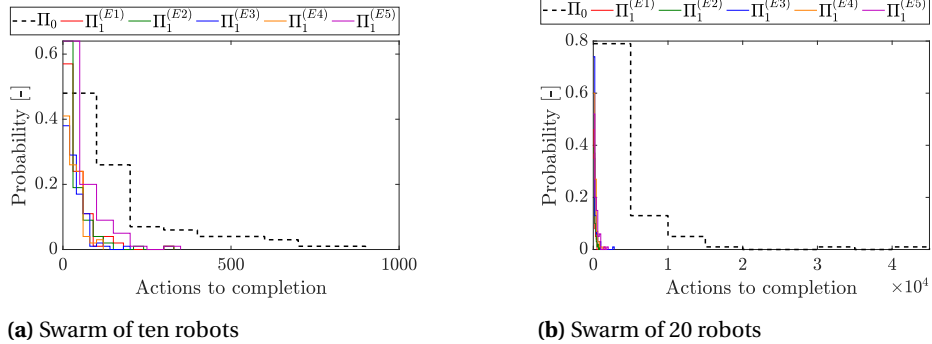 Π₀ Π₁^(E1) Π₁^(E2) Π₁^(E3) Π₁^(E4) Π₁^(E5)
0.6
0.4
0.2
0
Probability [-]
0 500 1000
Actions to completion
(a) Swarm of ten robots
Π₀ Π₁^(E1) Π₁^(E2) Π₁^(E3) Π₁^(E4) Π₁^(E5)
0.8
0.6
0.4
0.2
0
Probability [-]
0 1 2 3 4
Actions to completion ×10⁴
(b) Swarm of 20 robots